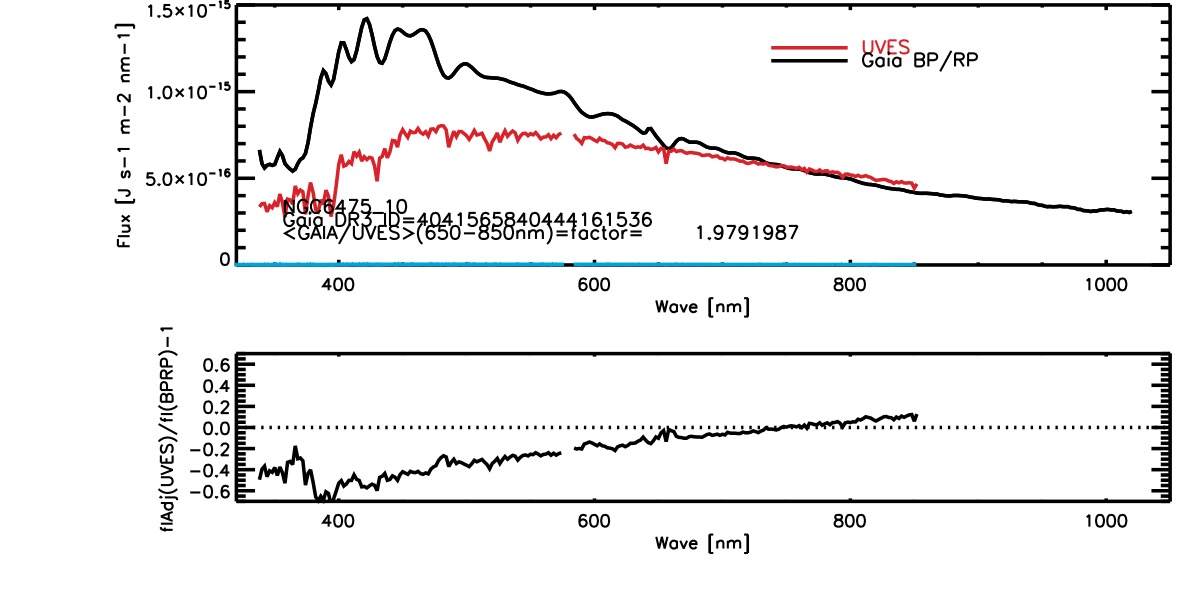 1.5×10−15
1.0×10−15
5.0×10−16
0
Flux [J s−1 m−2 nm−1]
UVES
Gaia BP/RP
NGC6475_10
Gaia DR3 ID=4041565840444161536
<GAIA/UVES>(650−850nm)=factor= 1.9791987
400 600 800 1000
Wave [nm]
flAdj(UVES)/fl(BPRP)−1
0.6
0.4
0.2
0.0
−0.2
−0.4
−0.6
400 600 800 1000
Wave [nm]